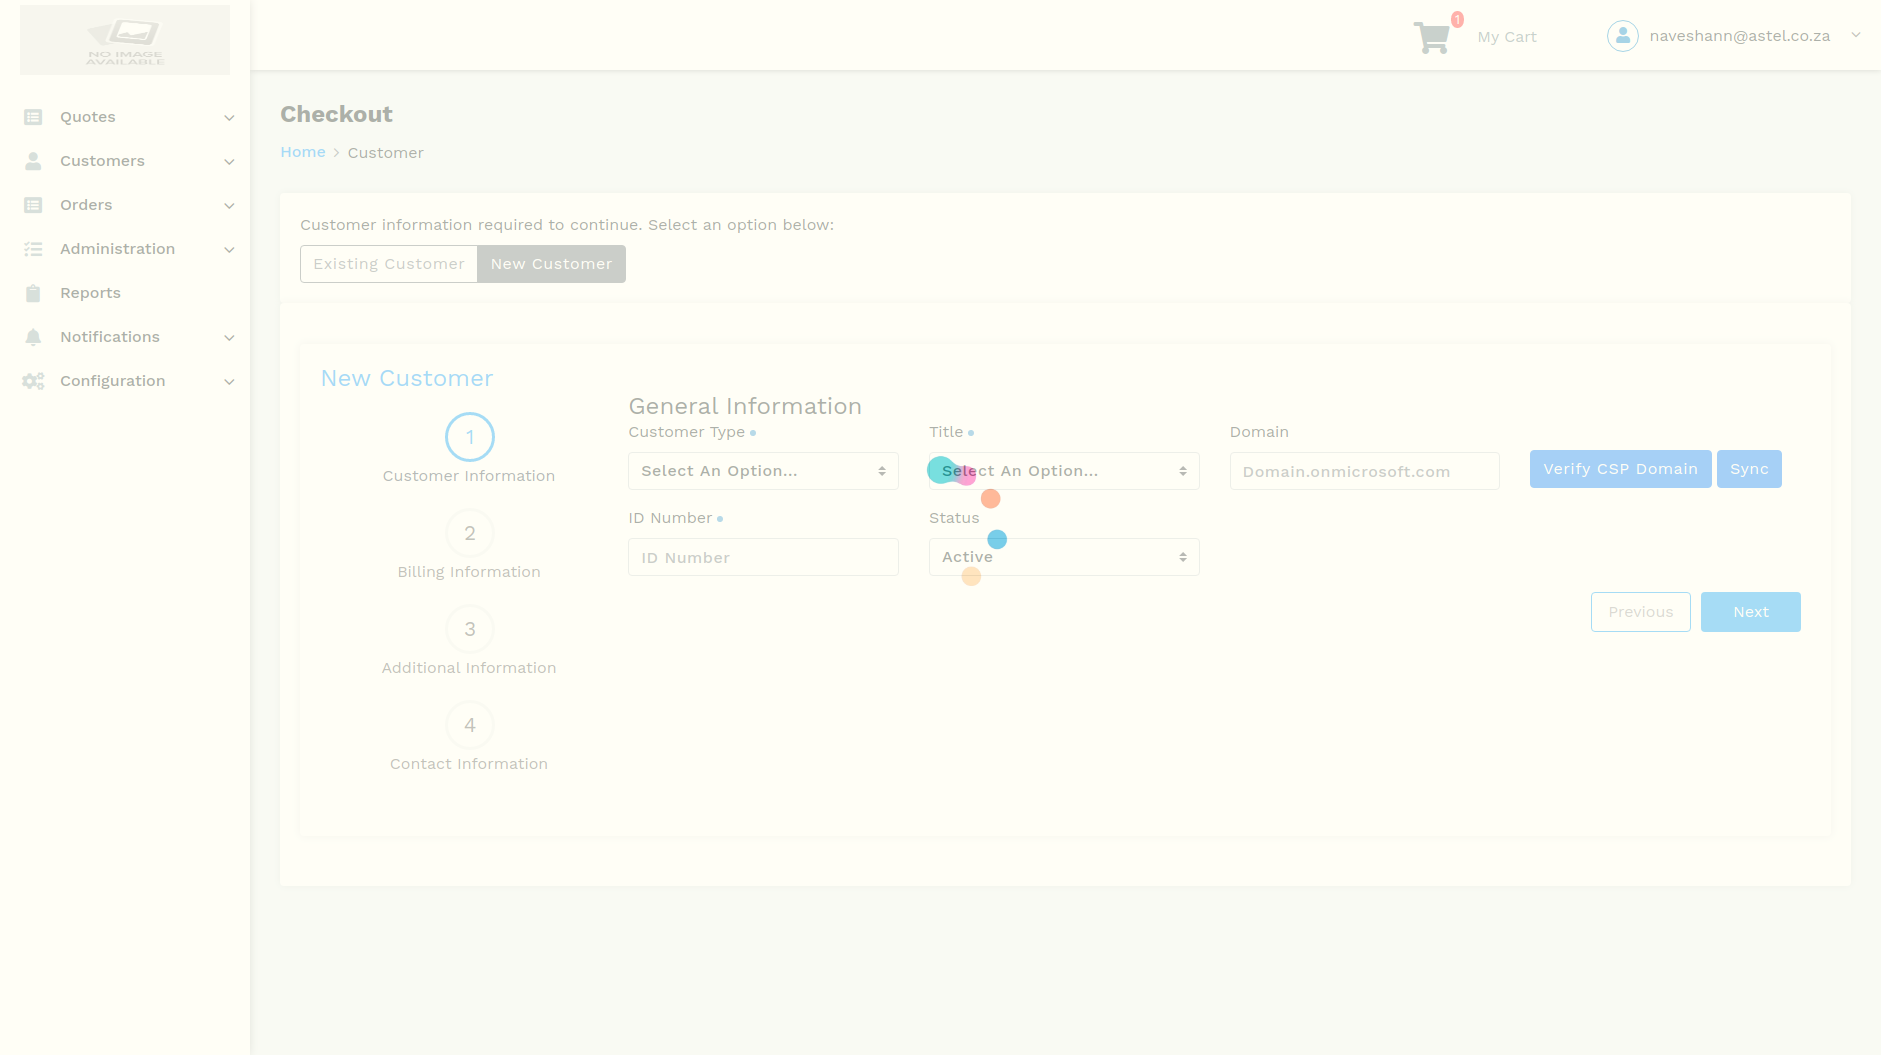 NO IMAGE
AVAILABLE
1
My Cart
naveshann@astel.co.za
Quotes
Customers
Orders
Administration
Reports
Notifications
Configuration
Checkout
Home > Customer
Customer information required to continue. Select an option below:
Existing Customer
New Customer
New Customer
1
Customer Information
2
Billing Information
3
Additional Information
4
Contact Information
General Information
Customer Type
Title
Domain
Select An Option...
Select An Option...
Domain.onmicrosoft.com
Verify CSP Domain
Sync
ID Number
Status
ID Number
Active
Previous
Next